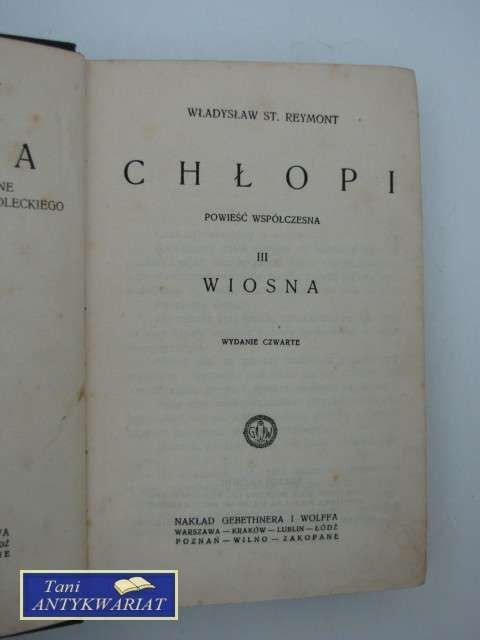 A
NE
OLECKIEGO
WŁADYSŁAW ST. REYMONT
CHŁOPI
POWIEŚĆ WSPÓŁCZESNA
III
WIOSNA
WYDANIE CZWARTE
GW
NAKŁAD GEBETHNERA I WOLFFA
WARSZAWA — KRAKÓW — LUBLIN — ŁÓDŹ
POZNAŃ — WILNO — ZAKOPANE
Tani
ANTYKWARIAT